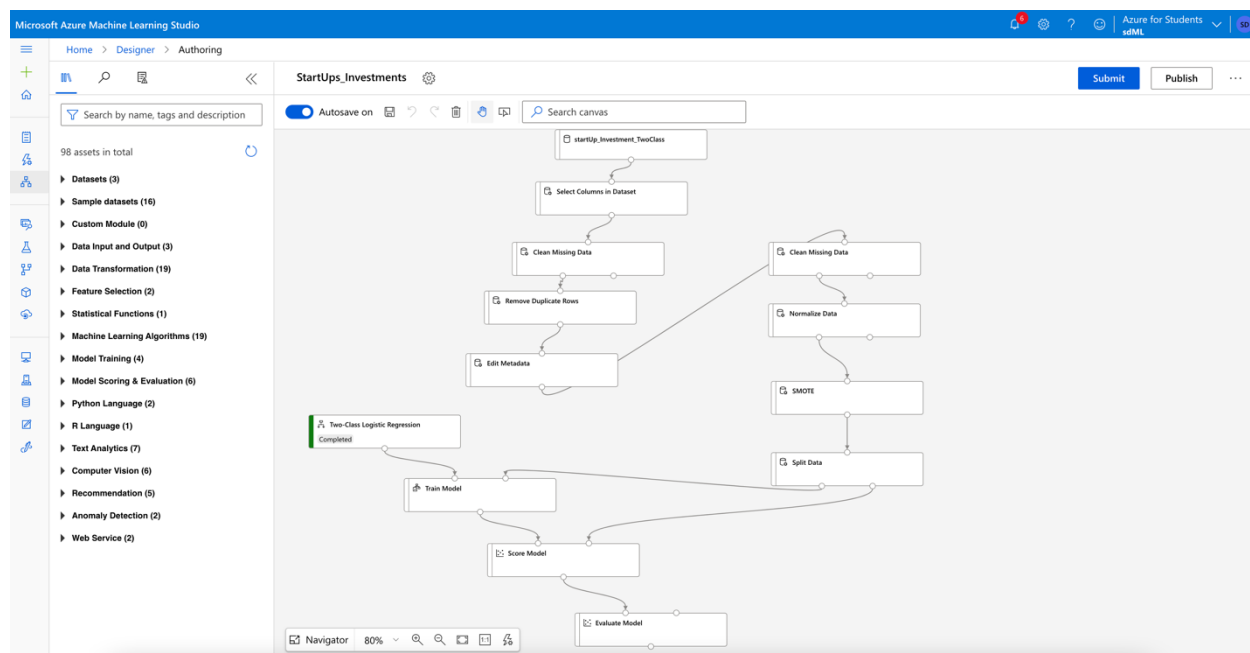 Microsoft Azure Machine Learning Studio
6
Azure for Students
sdML
SD
Home > Designer > Authoring
StartUps_Investments
Submit
Publish
Search by name, tags and description
Autosave on
Search canvas
98 assets in total
Datasets (3)
Sample datasets (16)
Custom Module (0)
Data Input and Output (3)
Data Transformation (19)
Feature Selection (2)
Statistical Functions (1)
Machine Learning Algorithms (19)
Model Training (4)
Model Scoring & Evaluation (6)
Python Language (2)
R Language (1)
Text Analytics (7)
Computer Vision (6)
Recommendation (5)
Anomaly Detection (2)
Web Service (2)
startUp_Investment_TwoClass
Select Columns in Dataset
Clean Missing Data
Remove Duplicate Rows
Edit Metadata
Clean Missing Data
Normalize Data
SMOTE
Split Data
Two-Class Logistic Regression
Completed
Train Model
Score Model
Evaluate Model
Navigator
80%
1:1